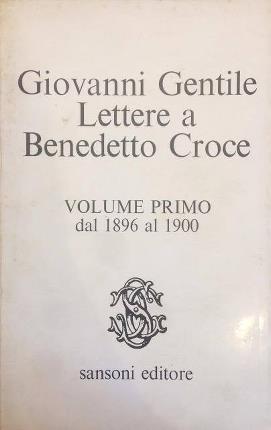 Giovanni Gentile
Lettere a
Benedetto Croce
VOLUME PRIMO
dal 1896 al 1900
sansoni editore